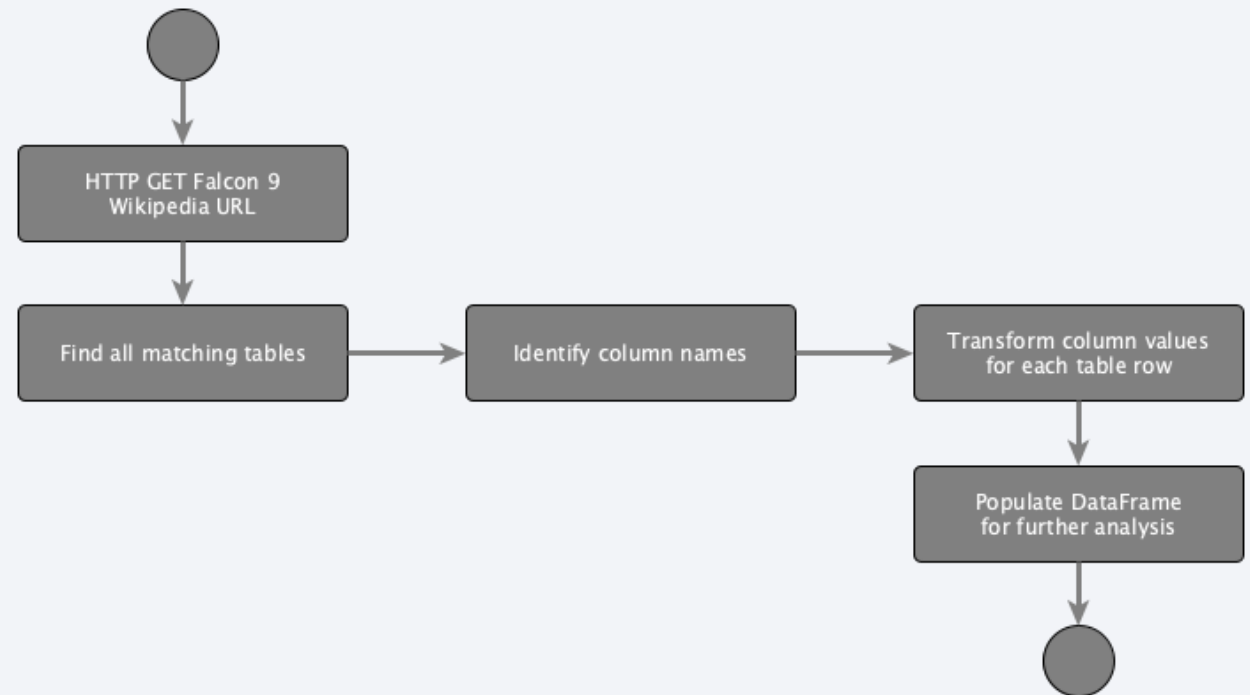 HTTP GET Falcon 9
Wikipedia URL
Find all matching tables
Identify column names
Transform column values
for each table row
Populate DataFrame
for further analysis